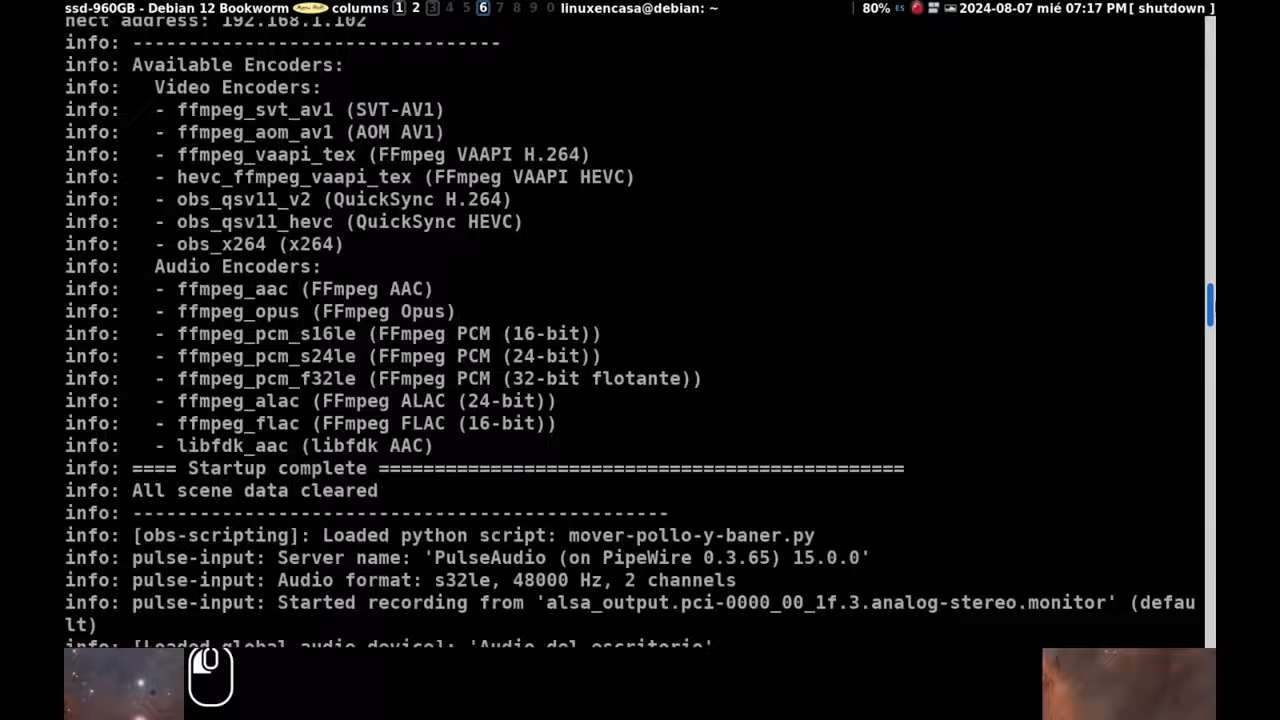 ssd-960GB - Debian 12 Bookworm Menu columns 1 2 3 4 5 6 7 8 9 0 linuxencasa@debian: ~ | 80% ES 2024-08-07 mié 07:17 PM[ shutdown ]
nect address: 192.168.1.102
info: ---------------------------------
info: Available Encoders:
info:   Video Encoders:
info:   - ffmpeg_svt_av1 (SVT-AV1)
info:   - ffmpeg_aom_av1 (AOM AV1)
info:   - ffmpeg_vaapi_tex (FFmpeg VAAPI H.264)
info:   - hevc_ffmpeg_vaapi_tex (FFmpeg VAAPI HEVC)
info:   - obs_qsv11_v2 (QuickSync H.264)
info:   - obs_qsv11_hevc (QuickSync HEVC)
info:   - obs_x264 (x264)
info:   Audio Encoders:
info:   - ffmpeg_aac (FFmpeg AAC)
info:   - ffmpeg_opus (FFmpeg Opus)
info:   - ffmpeg_pcm_s16le (FFmpeg PCM (16-bit))
info:   - ffmpeg_pcm_s24le (FFmpeg PCM (24-bit))
info:   - ffmpeg_pcm_f32le (FFmpeg PCM (32-bit flotante))
info:   - ffmpeg_alac (FFmpeg ALAC (24-bit))
info:   - ffmpeg_flac (FFmpeg FLAC (16-bit))
info:   - libfdk_aac (libfdk AAC)
info: ==== Startup complete ===============================================
info: All scene data cleared
info: ------------------------------------------------
info: [obs-scripting]: Loaded python script: mover-pollo-y-baner.py
info: pulse-input: Server name: 'PulseAudio (on PipeWire 0.3.65) 15.0.0'
info: pulse-input: Audio format: s32le, 48000 Hz, 2 channels
info: pulse-input: Started recording from 'alsa_output.pci-0000_00_1f.3.analog-stereo.monitor' (defau
lt)
info: [Loaded global audio device]: 'Audio del escritorio'